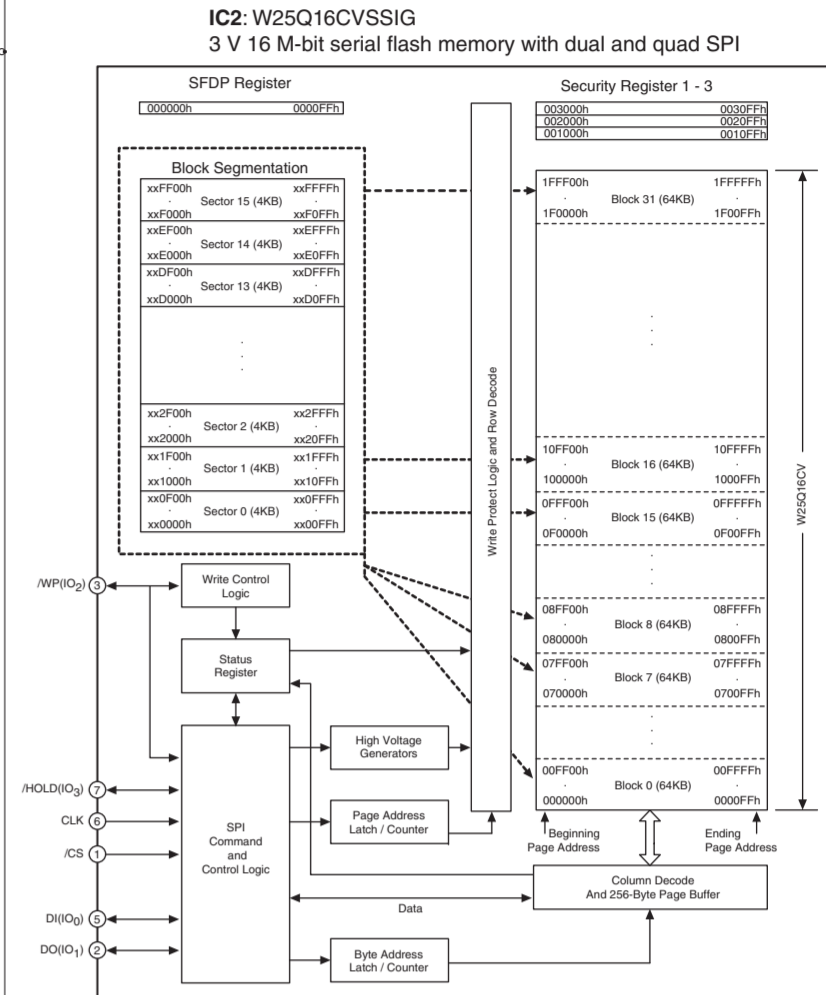 IC2: W25Q16CVSSIG
3 V 16 M-bit serial flash memory with dual and quad SPI
SFDP Register
000000h 0000FFh
Security Register 1 - 3
003000h 0030FFh
002000h 0020FFh
001000h 0010FFh
Block Segmentation
xxFF00h xxFFFFh
· Sector 15 (4KB) ·
xxF000h xxF0FFh
xxEF00h xxEFFFh
· Sector 14 (4KB) ·
xxE000h xxE0FFh
xxDF00h xxDFFFh
· Sector 13 (4KB) ·
xxD000h xxD0FFh
xx2F00h xx2FFFh
· Sector 2 (4KB) ·
xx2000h xx20FFh
xx1F00h xx1FFFh
· Sector 1 (4KB) ·
xx1000h xx10FFh
xx0F00h xx0FFFh
· Sector 0 (4KB) ·
xx0000h xx00FFh
Write Protect Logic and Row Decode
1FFF00h 1FFFFFh
· Block 31 (64KB) ·
1F0000h 1F00FFh
10FF00h 10FFFFh
· Block 16 (64KB) ·
100000h 1000FFh
0FFF00h 0FFFFFh
· Block 15 (64KB) ·
0F0000h 0F00FFh
08FF00h 08FFFFh
· Block 8 (64KB) ·
080000h 0800FFh
07FF00h 07FFFFh
· Block 7 (64KB) ·
070000h 0700FFh
00FF00h 00FFFFh
· Block 0 (64KB) ·
000000h 0000FFh
W25Q16CV
Beginning
Page Address
Ending
Page Address
/WP(IO2) 3
Write Control
Logic
Status
Register
High Voltage
Generators
/HOLD(IO3) 7
CLK 6
/CS 1
DI(IO0) 5
DO(IO1) 2
SPI
Command
and
Control Logic
Page Address
Latch / Counter
Column Decode
And 256-Byte Page Buffer
Data
Byte Address
Latch / Counter